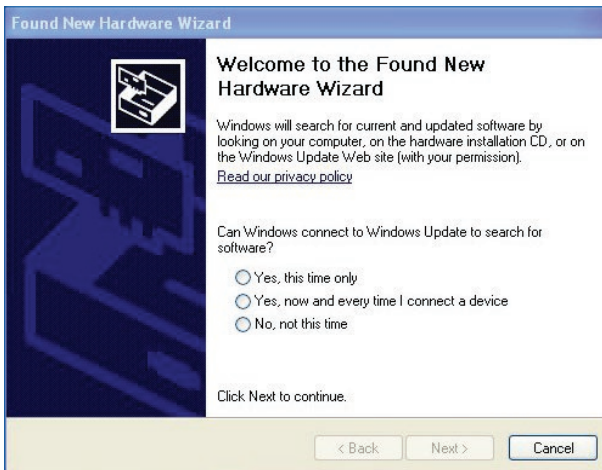 Found New Hardware Wizard
Welcome to the Found New
Hardware Wizard
Windows will search for current and updated software by
looking on your computer, on the hardware installation CD, or on
the Windows Update Web site (with your permission).
Read our privacy policy
Can Windows connect to Windows Update to search for
software?
Yes, this time only
Yes, now and every time I connect a device
No, not this time
Click Next to continue.
< Back Next > Cancel